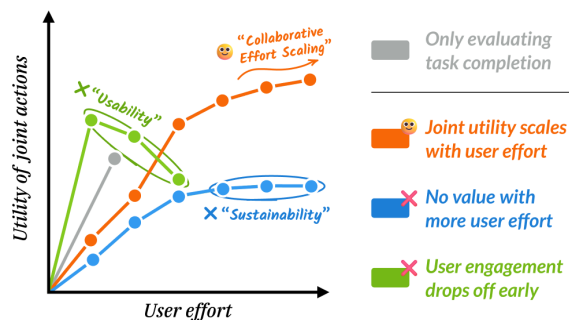 Utility of joint actions
User effort
"Usability"
"Collaborative
Effort Scaling"
"Sustainability"
Only evaluating
task completion
Joint utility scales
with user effort
No value with
more user effort
User engagement
drops off early